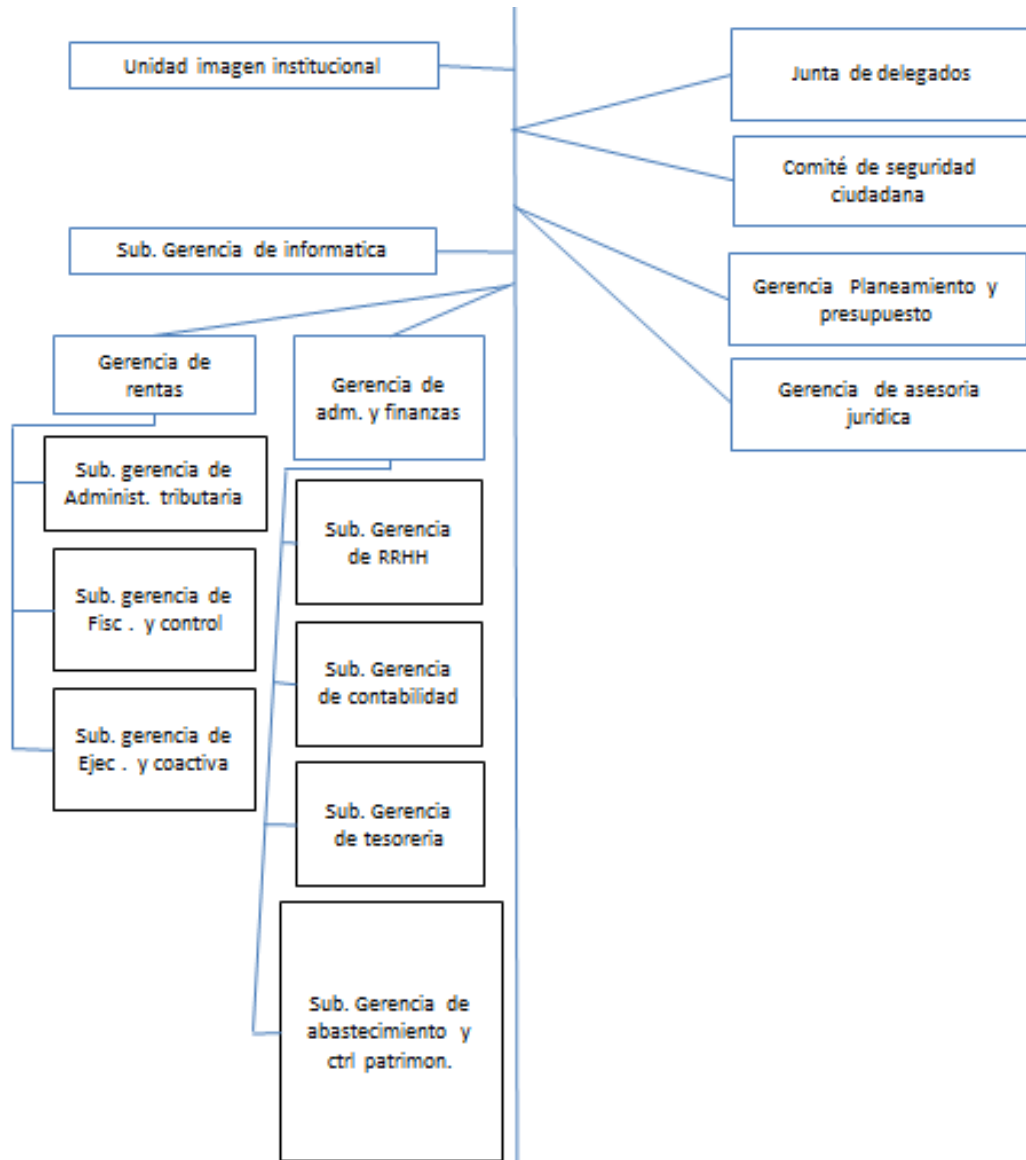 Unidad imagen institucional
Junta de delegados
Comité de seguridad
ciudadana
Sub. Gerencia de informatica
Gerencia Planeamiento y
presupuesto
Gerencia de asesoria
juridica
Gerencia de
rentas
Sub. gerencia de
Administ. tributaria
Sub. gerencia de
Fisc . y control
Sub. gerencia de
Ejec . y coactiva
Gerencia de
adm. y finanzas
Sub. Gerencia
de RRHH
Sub. Gerencia
de contabilidad
Sub. Gerencia
de tesoreria
Sub. Gerencia de
abastecimiento y
ctrl patrimon.